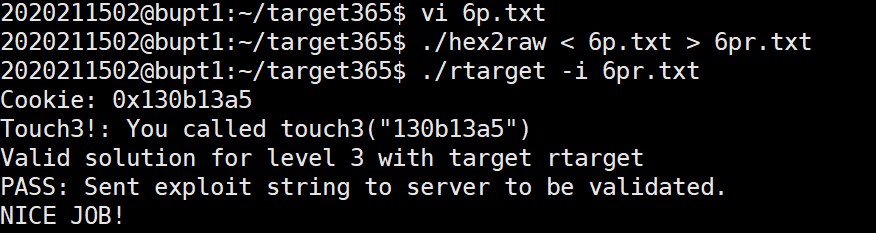 2020211502@bupt1:~/target365$ vi 6p.txt
2020211502@bupt1:~/target365$ ./hex2raw < 6p.txt > 6pr.txt
2020211502@bupt1:~/target365$ ./rtarget -i 6pr.txt
Cookie: 0x130b13a5
Touch3!: You called touch3("130b13a5")
Valid solution for level 3 with target rtarget
PASS: Sent exploit string to server to be validated.
NICE JOB!